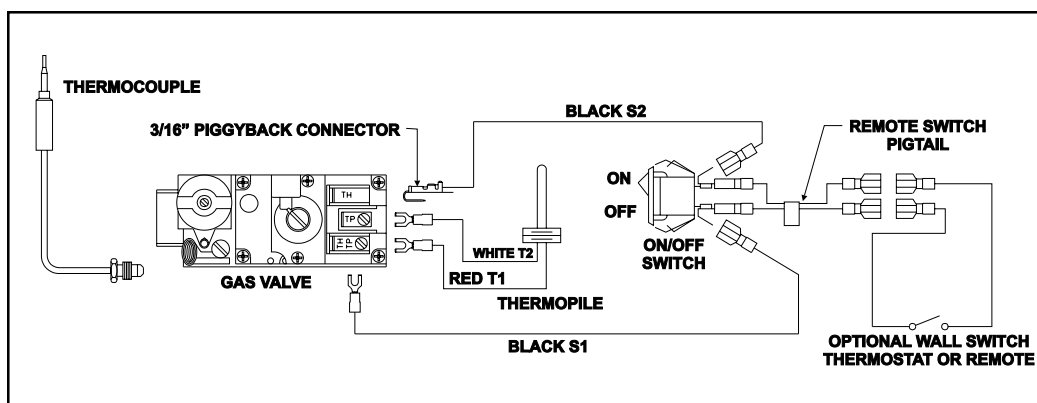 THERMOCOUPLE
3/16” PIGGYBACK CONNECTOR
BLACK S2
REMOTE SWITCH
PIGTAIL
ON
OFF
ON/OFF
SWITCH
TH
TP
TH
TP
WHITE T2
RED T1
GAS VALVE
THERMOPILE
BLACK S1
OPTIONAL WALL SWITCH
THERMOSTAT OR REMOTE